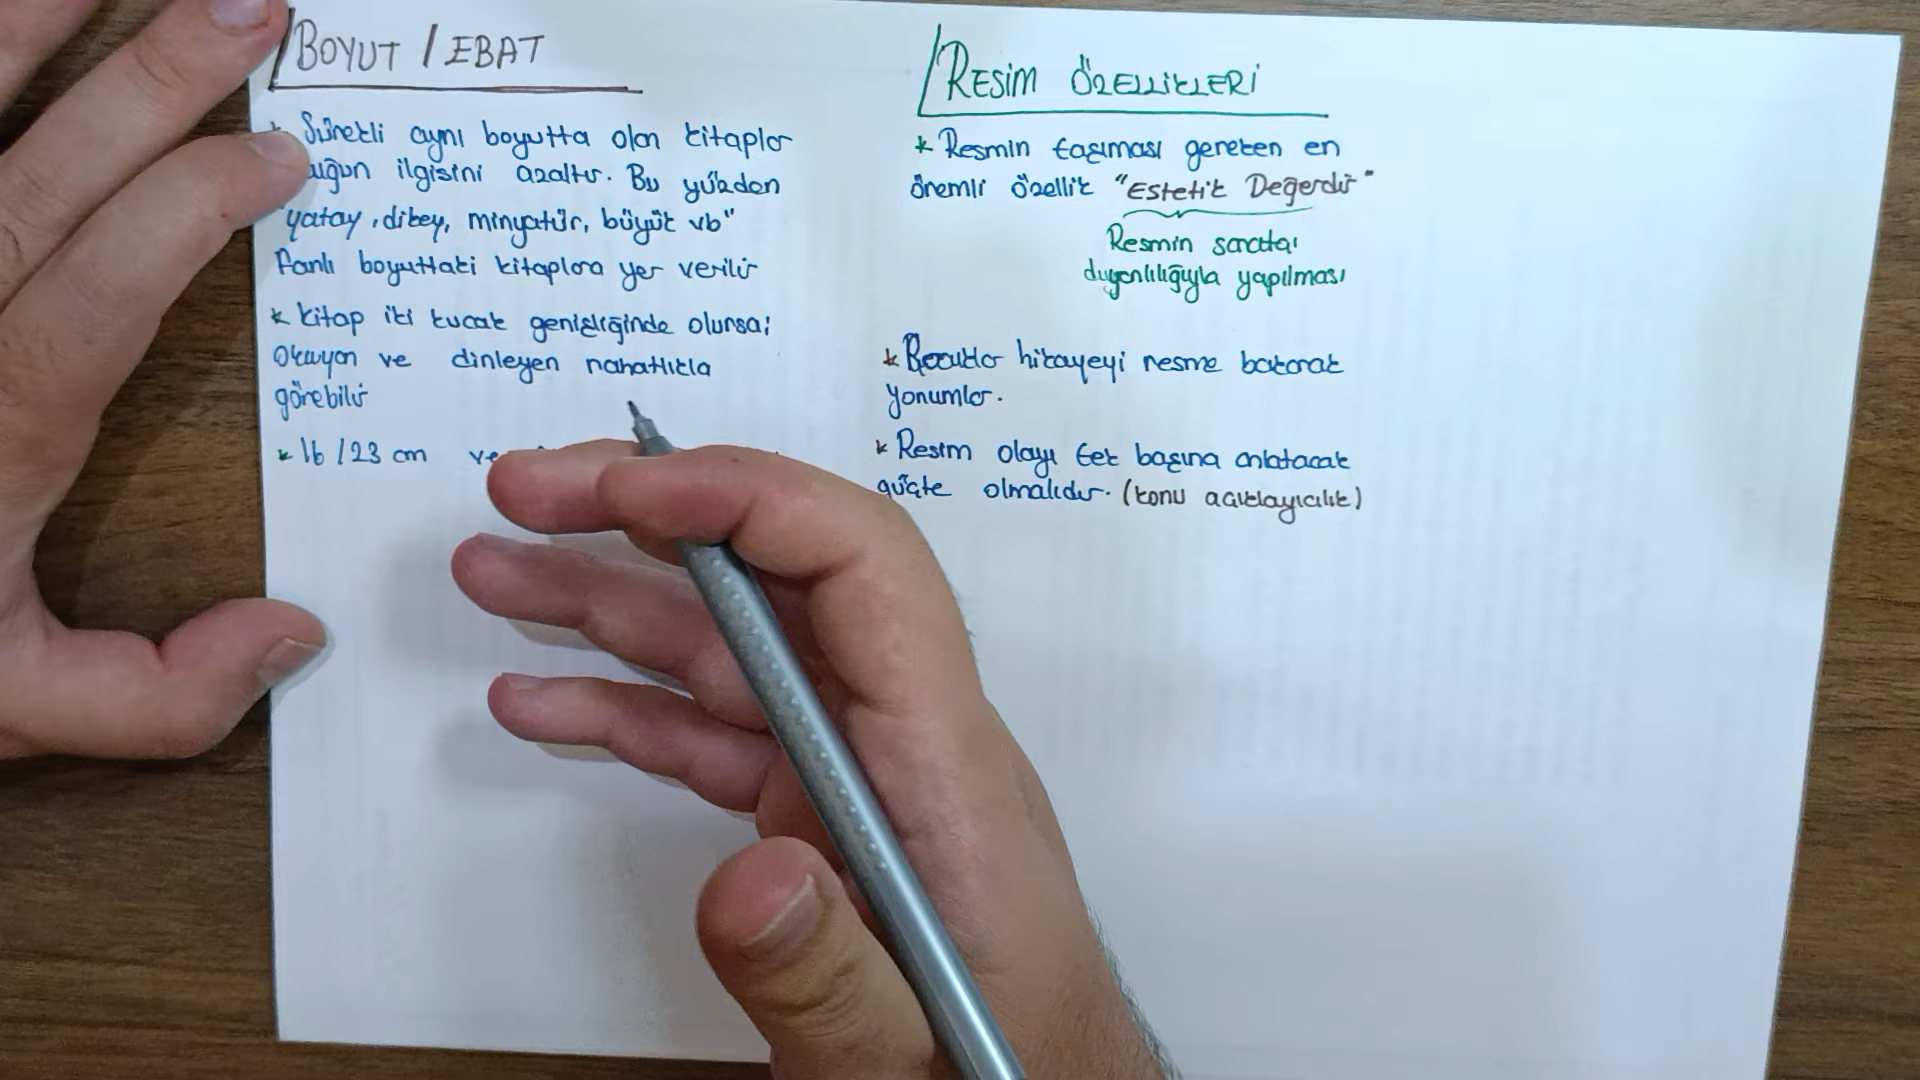 BOYUT / EBAT
* Sürekli aynı boyutta olan kitaplar
ilgisini azaltır. Bu yüzden
"yatay, dikey, minyatür, büyük vb"
Farklı boyuttaki kitaplara yer verilir
* Kitap iki kucak genişliğinde olursa;
Okuyan ve dinleyen rahatlıkla
görebilir
* 16 / 23 cm ve
RESİM ÖZELLİKLERİ
* Resmin taşıması gereken en
önemli özellik "Estetik Değerdir"
Resmin sanatsal
duyarlılığıyla yapılması
* hikayeyi resme bakarak
yorumlar.
* Resim olayı tek başına anlatacak
güçte olmalıdır. (konu açıklayıcılık)